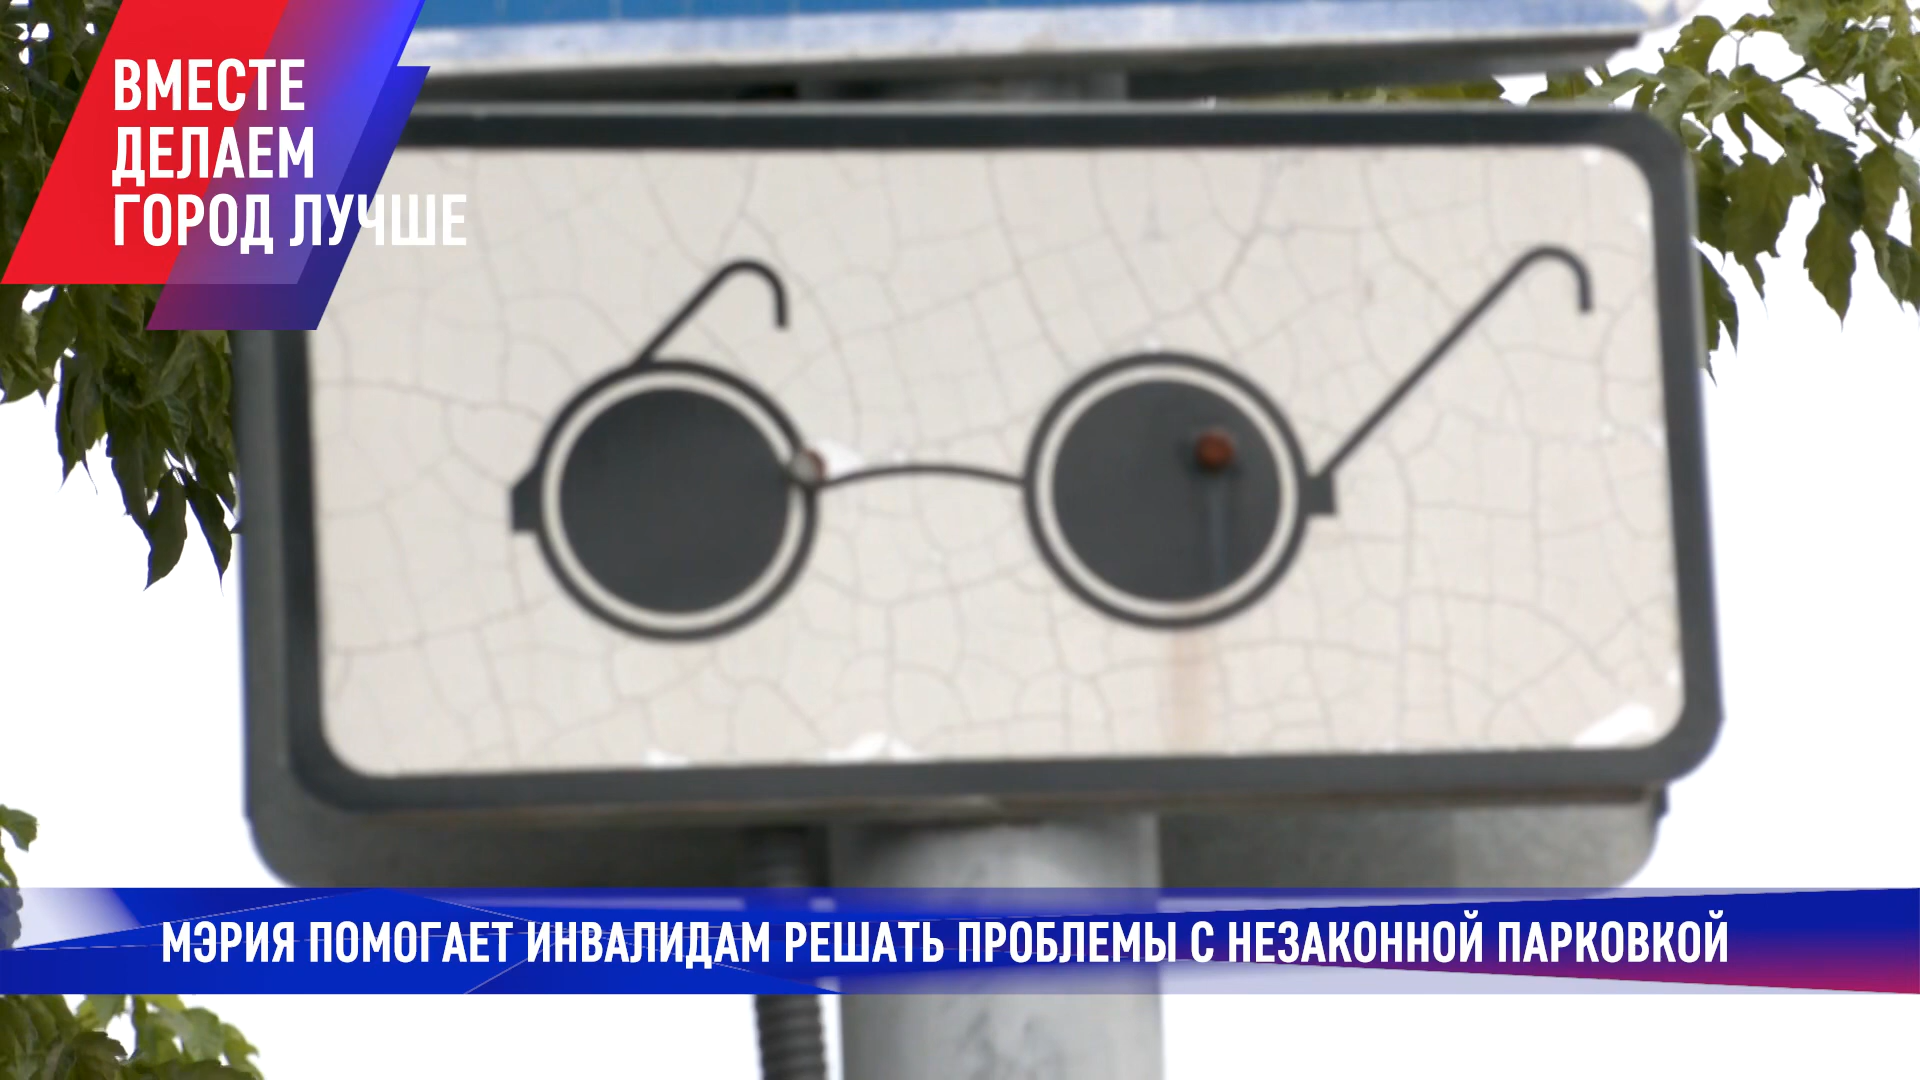 ВМЕСТЕ
ДЕЛАЕМ
ГОРОД ЛУЧШЕ
МЭРИЯ ПОМОГАЕТ ИНВАЛИДАМ РЕШАТЬ ПРОБЛЕМЫ С НЕЗАКОННОЙ ПАРКОВКОЙ